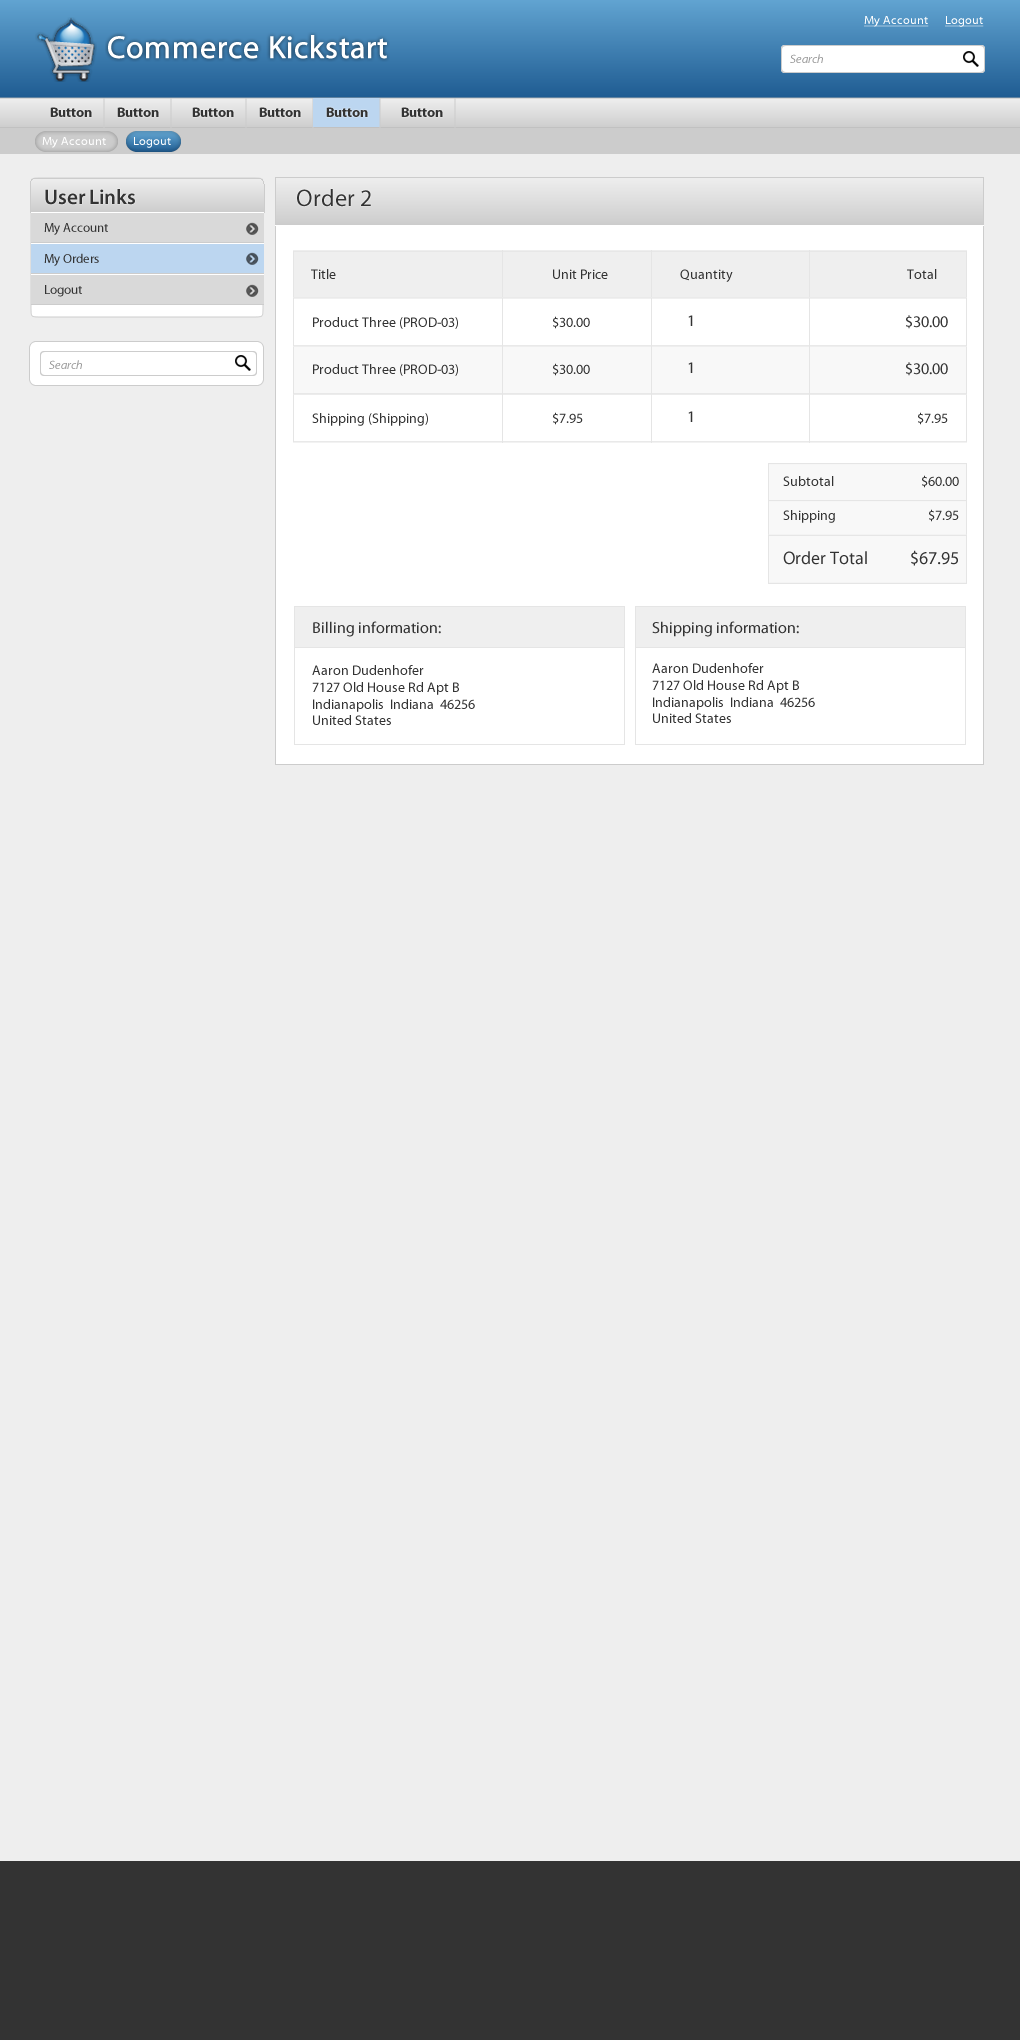 My Account Logout
Commerce Kickstart
Search
Button Button Button Button Button Button
My Account Logout
User Links
My Account
My Orders
Logout
Search
Order 2
Title Unit Price Quantity Total
Product Three (PROD-03) $30.00 1 $30.00
Product Three (PROD-03) $30.00 1 $30.00
Shipping (Shipping) $7.95 1 $7.95
Subtotal $60.00
Shipping $7.95
Order Total $67.95
Billing information:
Aaron Dudenhofer
7127 Old House Rd Apt B
Indianapolis Indiana 46256
United States
Shipping information:
Aaron Dudenhofer
7127 Old House Rd Apt B
Indianapolis Indiana 46256
United States